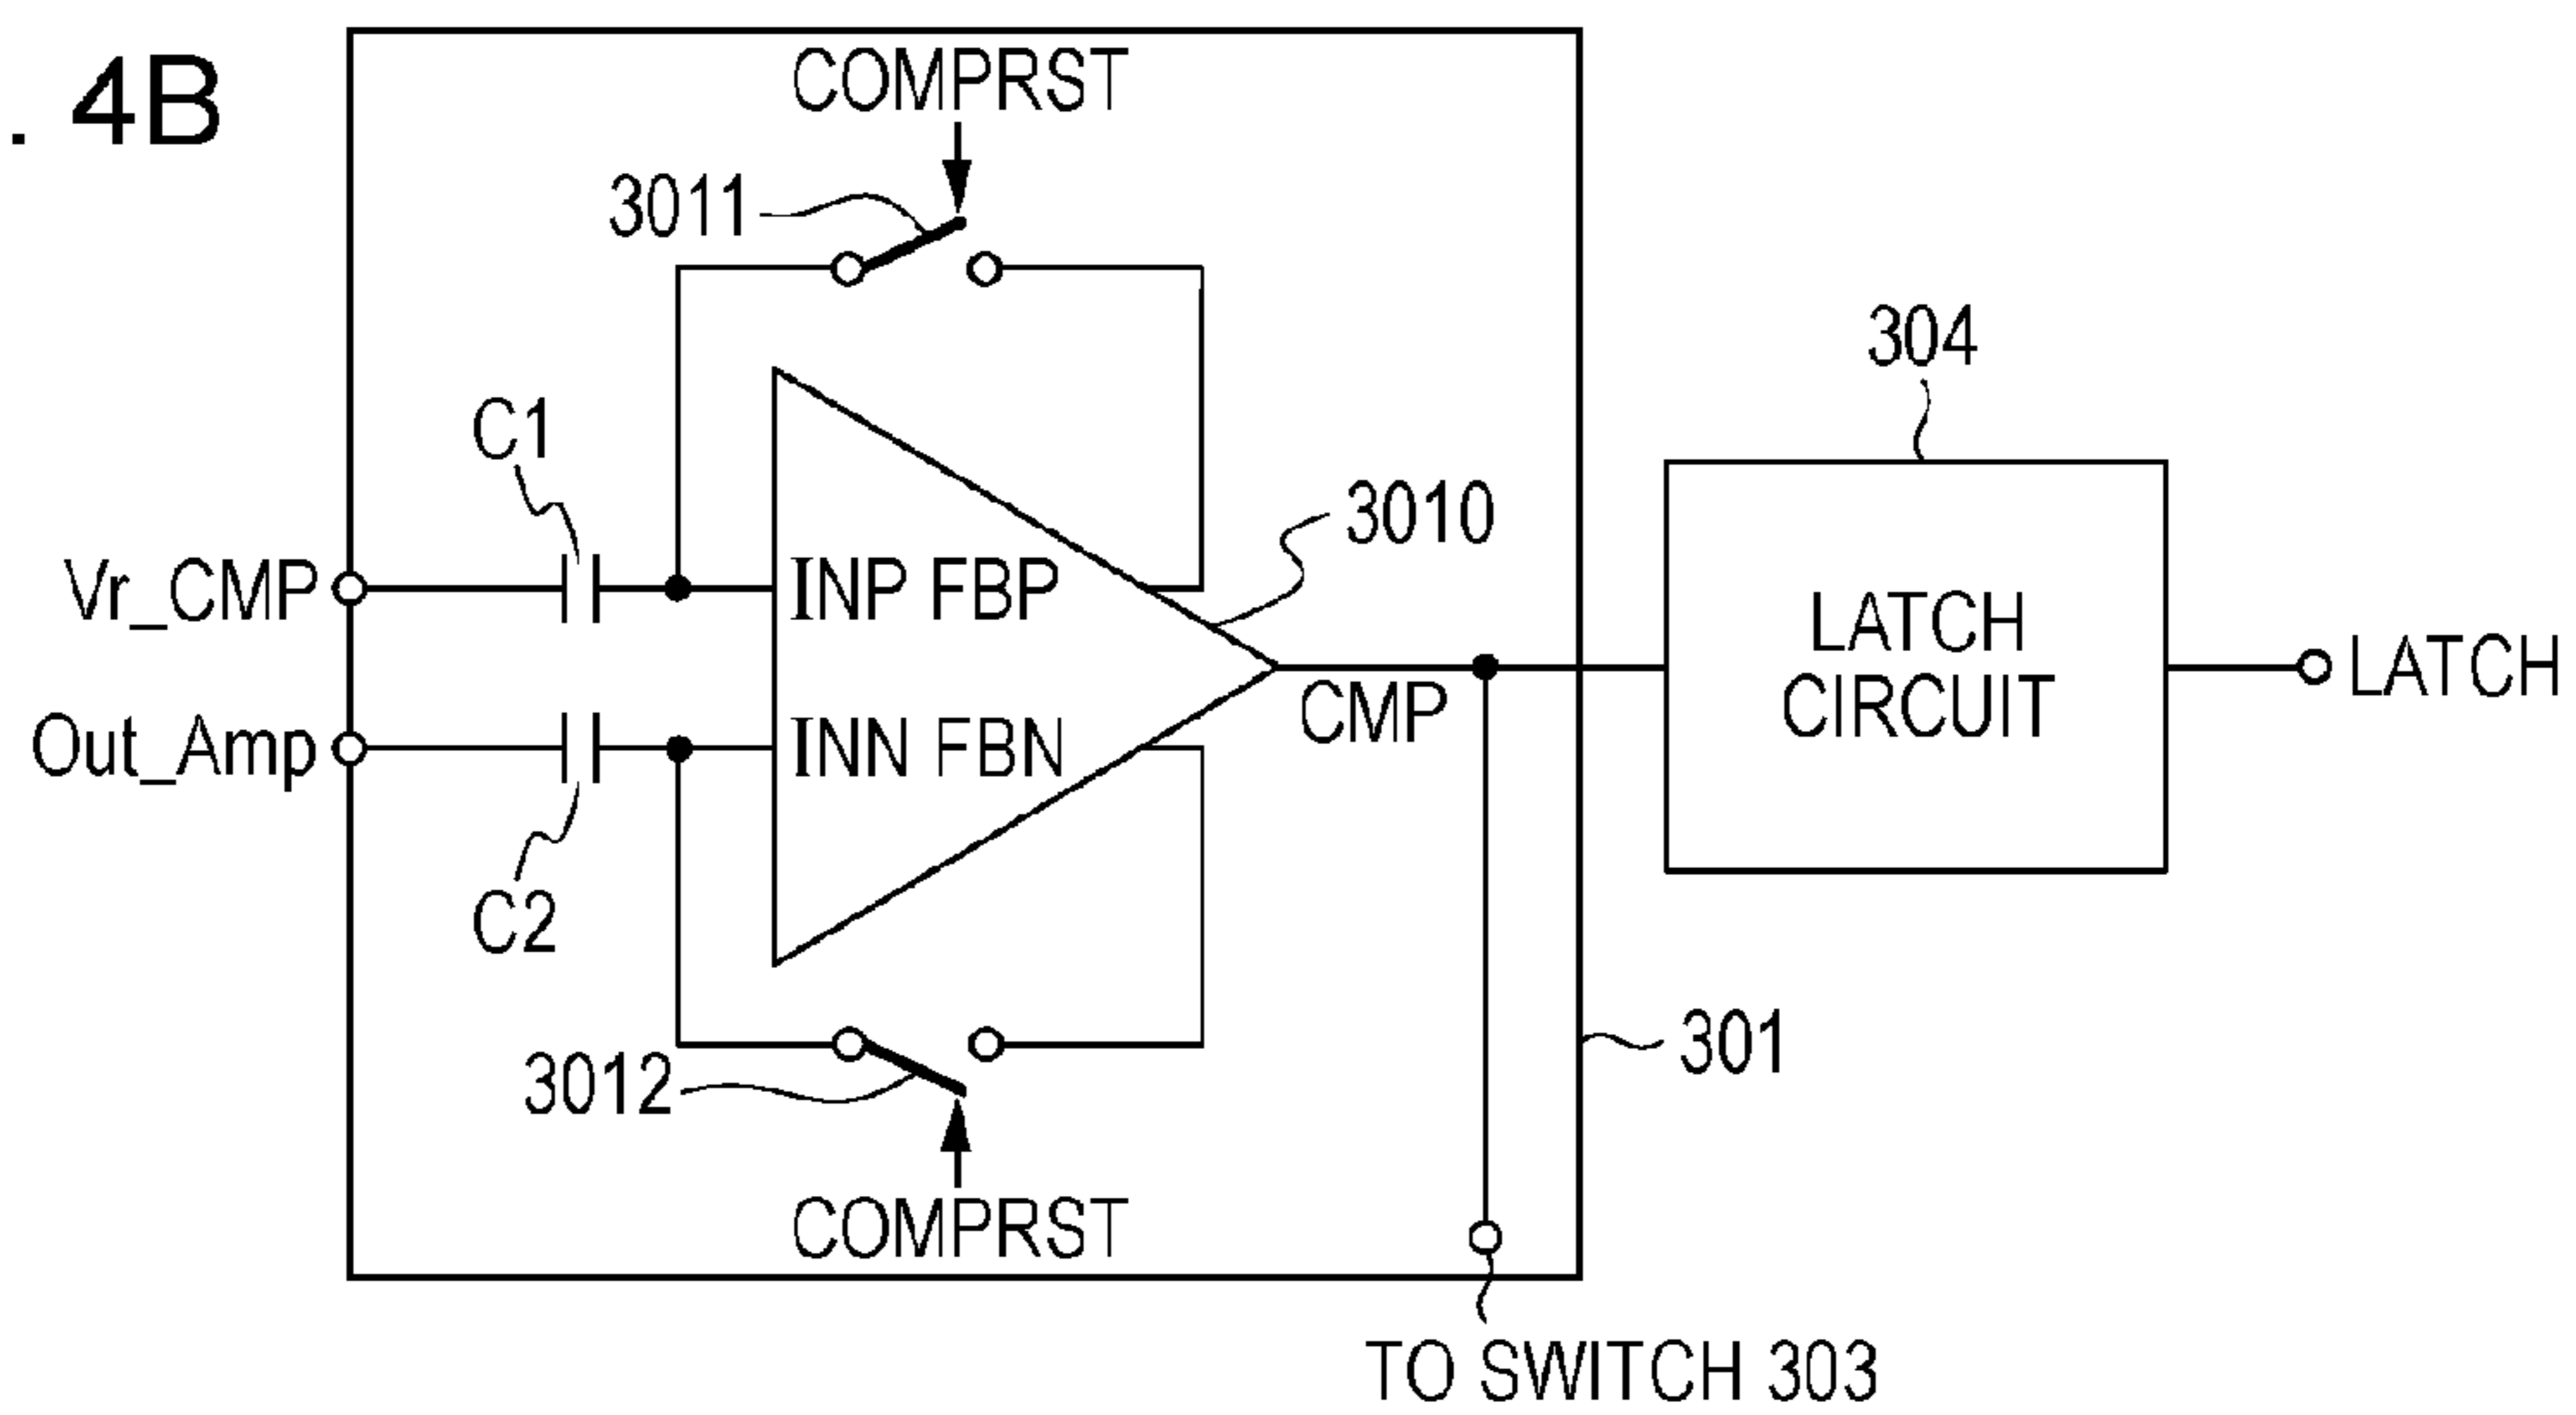 . 4B
COMPRST
3011
304
C1
3010
Vr_CMP
INP FBP
LATCH
CIRCUIT
LATCH
Out_Amp
INN FBN
CMP
C2
301
3012
COMPRST
TO SWITCH 303